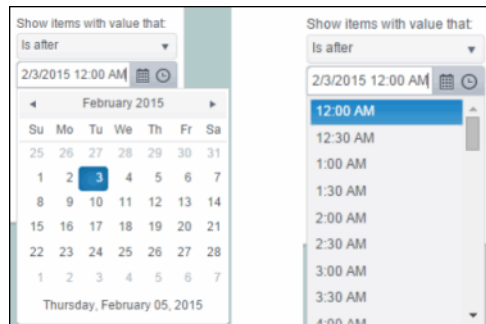 Show items with value that:
Is after
2/3/2015 12:00 AM
February 2015
Su Mo Tu We Th Fr Sa
25 26 27 28 29 30 31
1 2 3 4 5 6 7
8 9 10 11 12 13 14
15 16 17 18 19 20 21
22 23 24 25 26 27 28
1 2 3 4 5 6 7
Thursday, February 05, 2015
Show items with value that:
Is after
2/3/2015 12:00 AM
12:00 AM
12:30 AM
1:00 AM
1:30 AM
2:00 AM
2:30 AM
3:00 AM
3:30 AM
4:00 AM